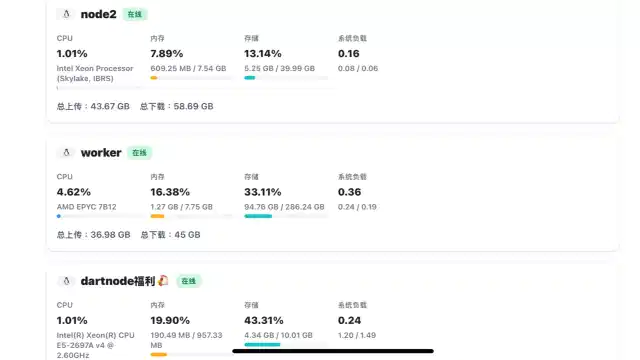 node2 在线
CPU 内存 存储 系统负载
1.01% 7.89% 13.14% 0.16
Intel Xeon Processor 609.25 MB / 7.54 GB 5.25 GB / 39.99 GB 0.08 / 0.06
(Skylake, IBRS)
总上传：43.67 GB 总下载：58.69 GB
worker 在线
CPU 内存 存储 系统负载
4.62% 16.38% 33.11% 0.36
AMD EPYC 7B12 1.27 GB / 7.75 GB 94.76 GB / 286.24 GB 0.24 / 0.19
总上传：36.98 GB 总下载：45 GB
dartnode福利 在线
CPU 内存 存储 系统负载
1.01% 19.90% 43.31% 0.24
Intel(R) Xeon(R) CPU 190.49 MB / 957.33 4.34 GB / 10.01 GB 1.20 / 1.49
E5-2697A v4 @ MB
2.60GHz